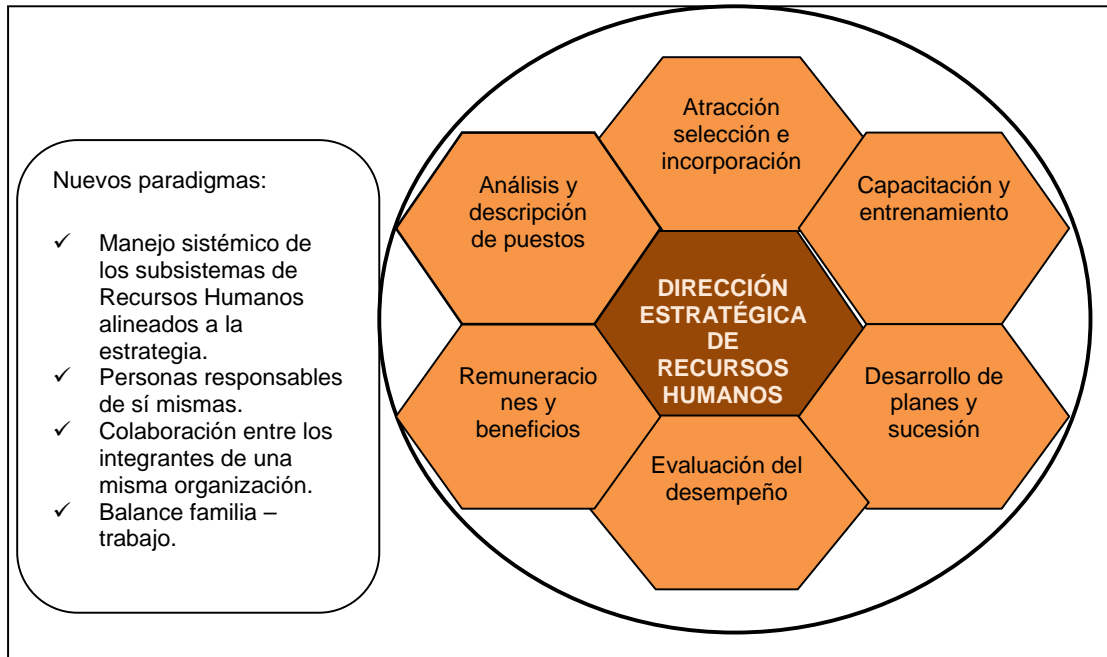 Nuevos paradigmas:
✓ Manejo sistémico de
los subsistemas de
Recursos Humanos
alineados a la
estrategia.
✓ Personas responsables
de sí mismas.
✓ Colaboración entre los
integrantes de una
misma organización.
✓ Balance familia –
trabajo.
Atracción
selección e
incorporación
Análisis y
descripción
de puestos
Capacitación y
entrenamiento
DIRECCIÓN
ESTRATÉGICA
DE
RECURSOS
HUMANOS
Remuneracio
nes y
beneficios
Desarrollo de
planes y
sucesión
Evaluación del
desempeño